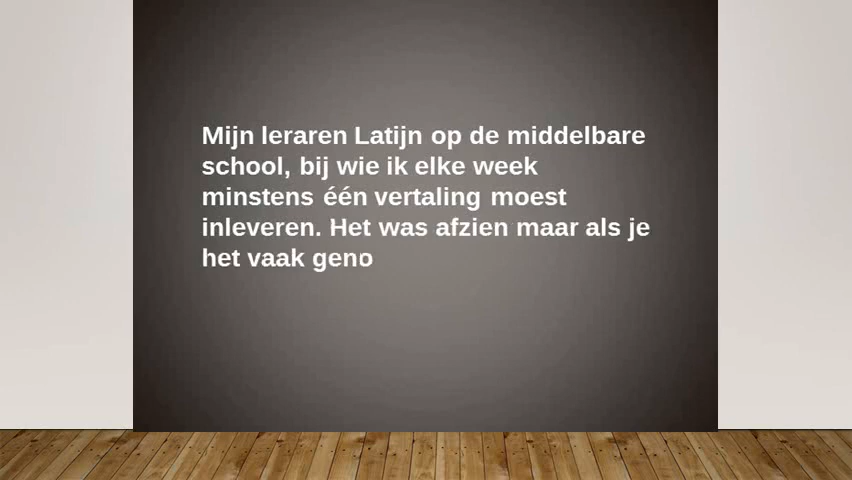 Mijn leraren Latijn op de middelbare
school, bij wie ik elke week
minstens één vertaling moest
inleveren. Het was afzien maar als je
het vaak geno